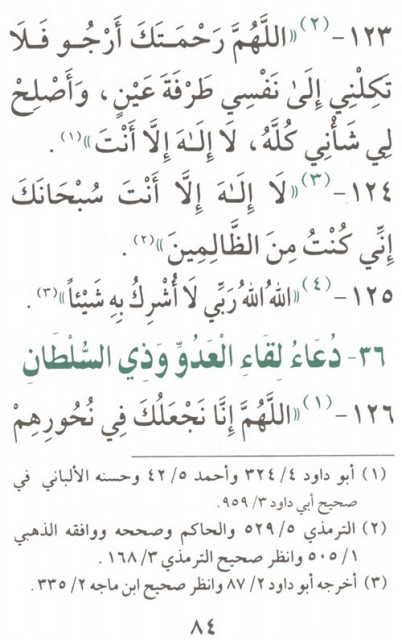 ١٢٣-(٢)«اللَّهُمَّ رَحْمَتَكَ أَرْجُو فَلَا
تَكِلْنِي إِلَىٰ نَفْسِي طَرْفَةَ عَيْنٍ، وَأَصْلِحْ
لِي شَأْنِي كُلَّهُ، لَا إِلَـٰهَ إِلَّا أَنْتَ»(١).
١٢٤-(٣)«لَا إِلَـٰهَ إِلَّا أَنْتَ سُبْحَانَكَ
إِنِّي كُنْتُ مِنَ الظَّالِمِينَ»(٢).
١٢٥-(٤)«اللهُ اللهُ رَبِّي لَا أُشْرِكُ بِهِ شَيْئاً»(٣).
٣٦- دُعَاءُ لِقَاءِ الْعَدُوِّ وَذِي السُّلْطَانِ
١٢٦-(١)«اللَّهُمَّ إِنَّا نَجْعَلُكَ فِي نُحُورِهِمْ
(١) أبو داود ٤/ ٣٢٤ وأحمد ٥/ ٤٢ وحسنه الألباني في
صحيح أبي داود ٣/ ٩٥٩.
(٢) الترمذي ٥/ ٥٢٩ والحاكم وصححه ووافقه الذهبي
١/ ٥٠٥ وانظر صحيح الترمذي ٣/ ١٦٨.
(٣) أخرجه أبو داود ٢/ ٨٧ وانظر صحيح ابن ماجه ٢/ ٣٣٥.
٨٤